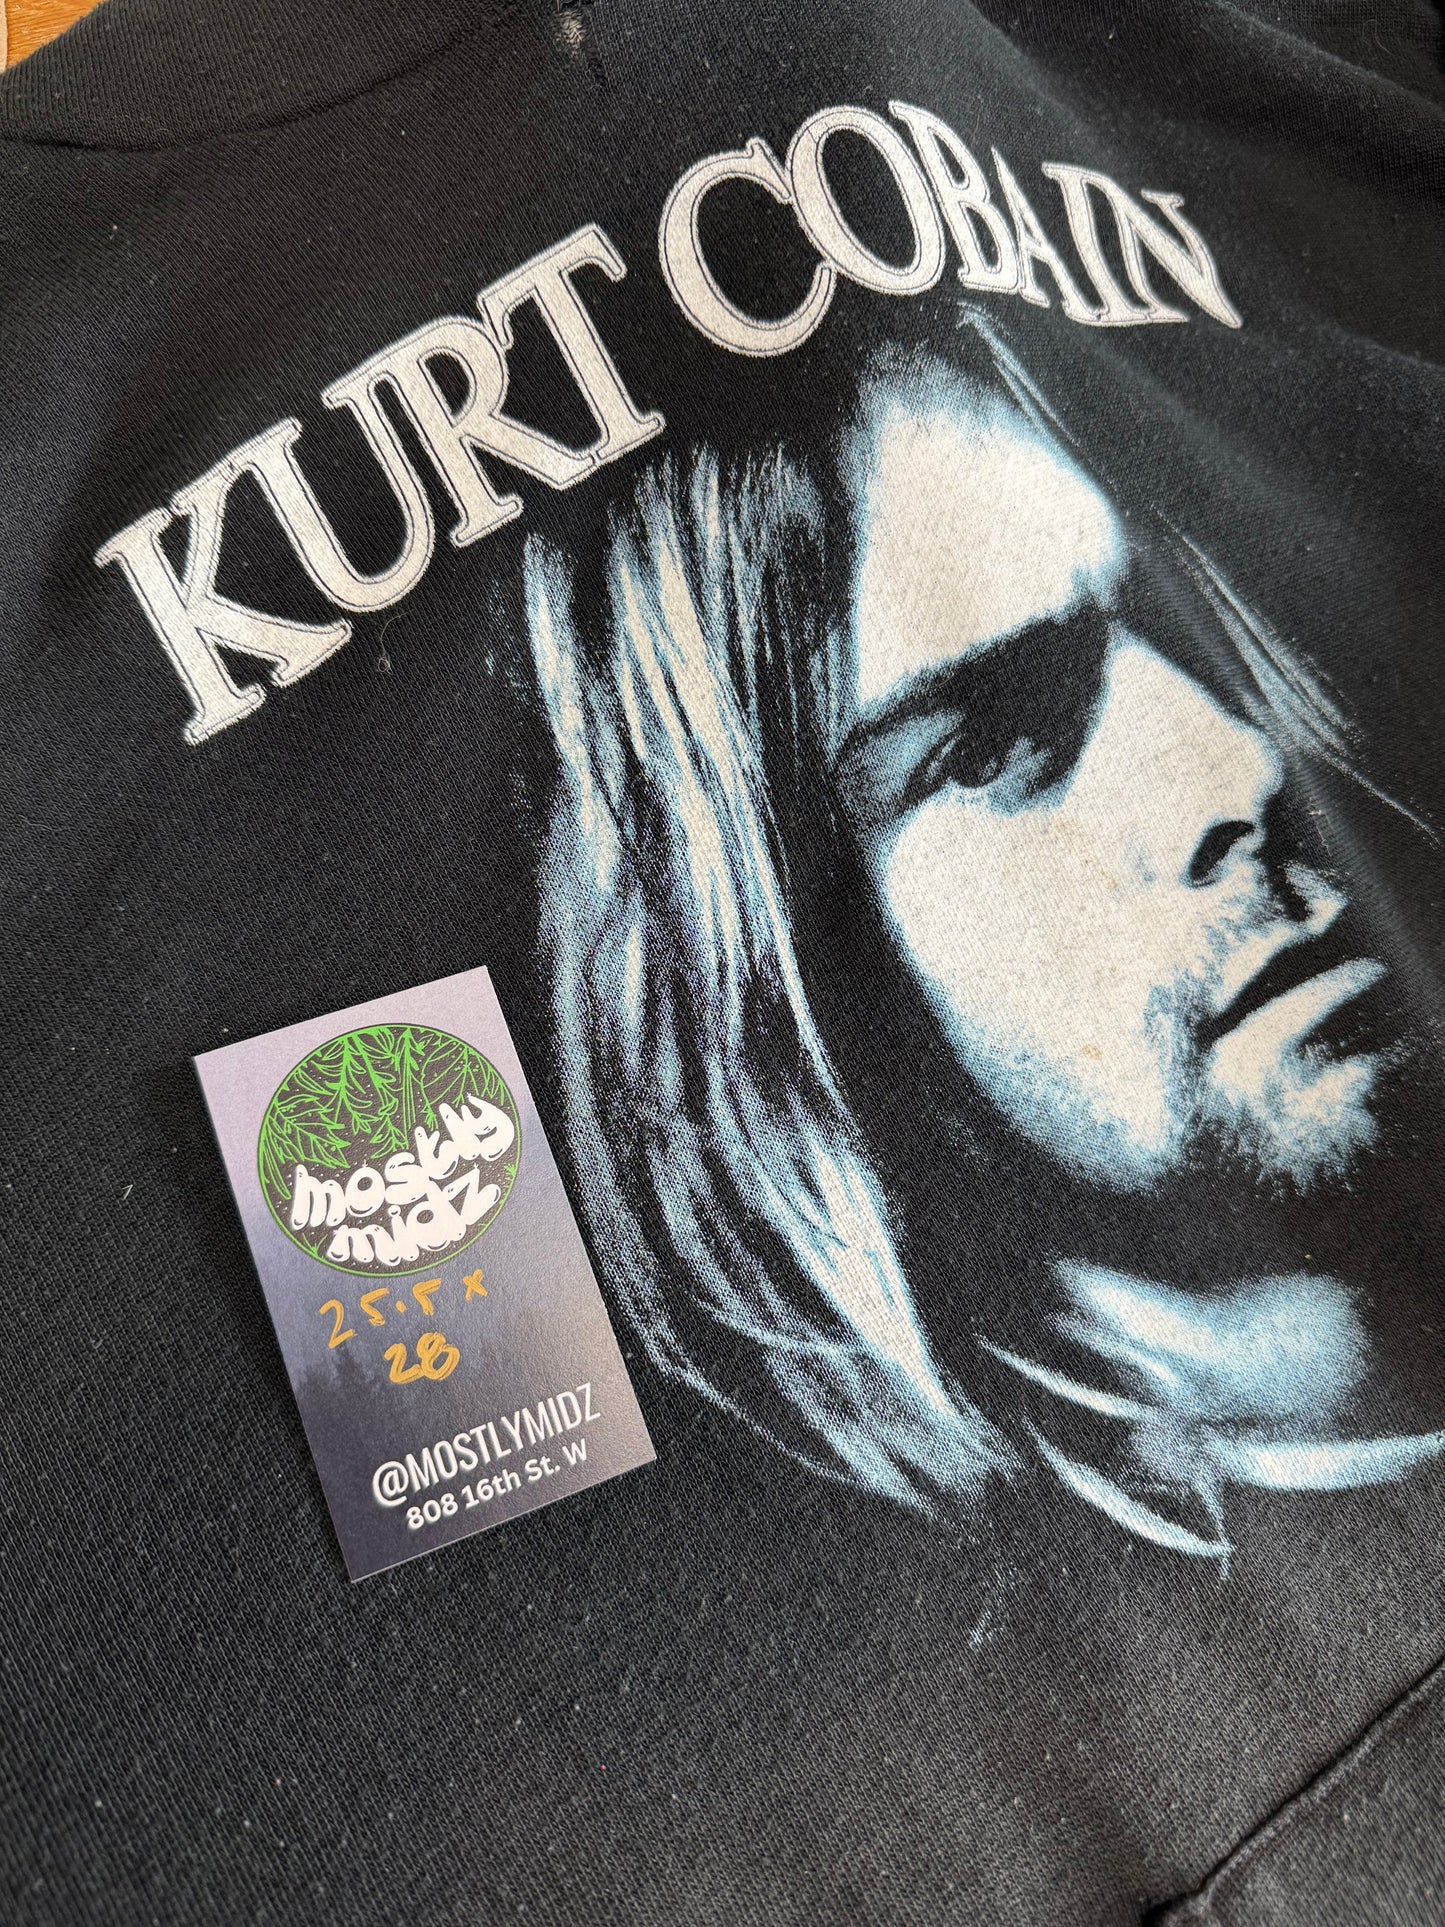 KURT COBAIN
mostly
midz
25.5 x
28
@MOSTLYMIDZ
808 16th St. W